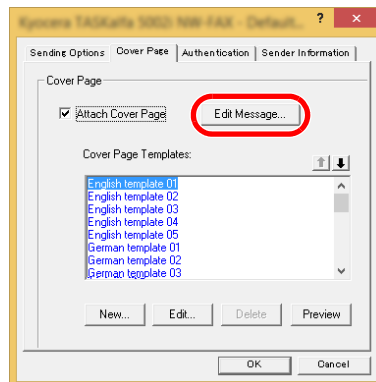 Kyocera TASKalfa 5002i NW-FAX - Default...
?
Sending Options Cover Page Authentication Sender Information
Cover Page
Attach Cover Page
Edit Message...
Cover Page Templates:
English template 01
English template 02
English template 03
English template 04
English template 05
German template 01
German template 02
German template 03
New... Edit... Delete Preview
OK Cancel